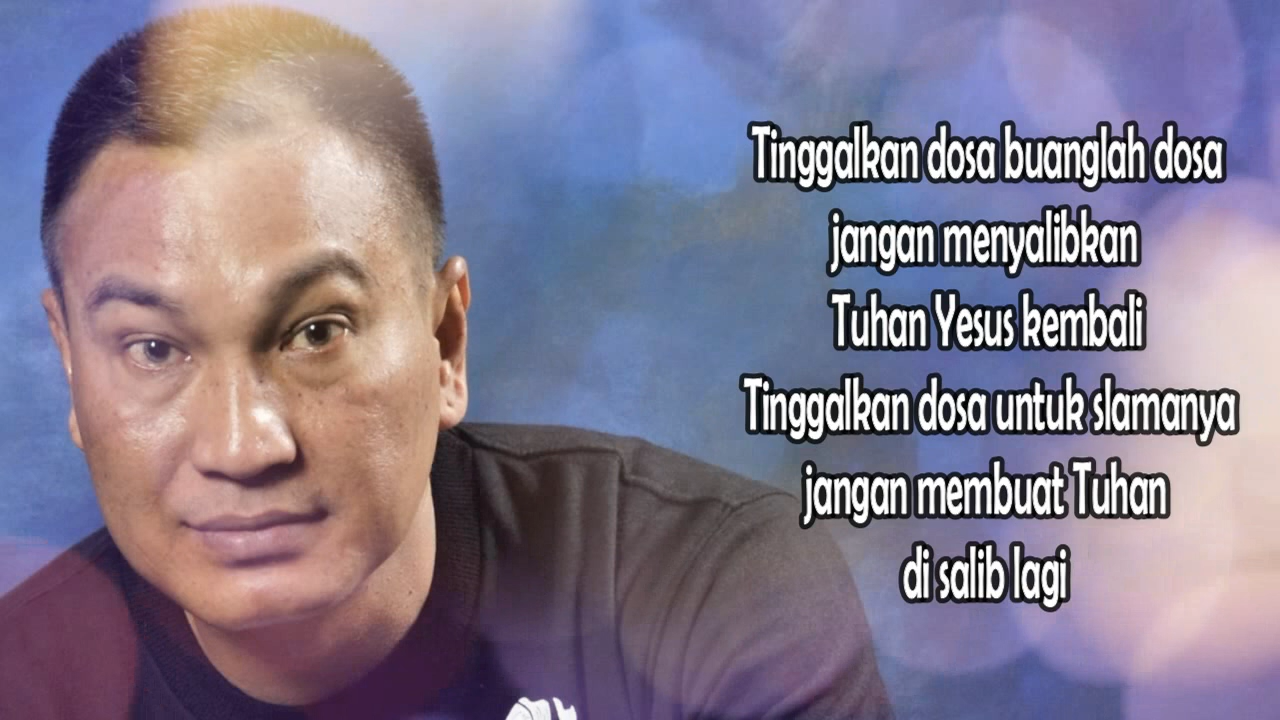 Tinggalkan dosa buanglah dosa
jangan menyalibkan
Tuhan Yesus kembali
Tinggalkan dosa untuk slamanya
jangan membuat Tuhan
di salib lagi